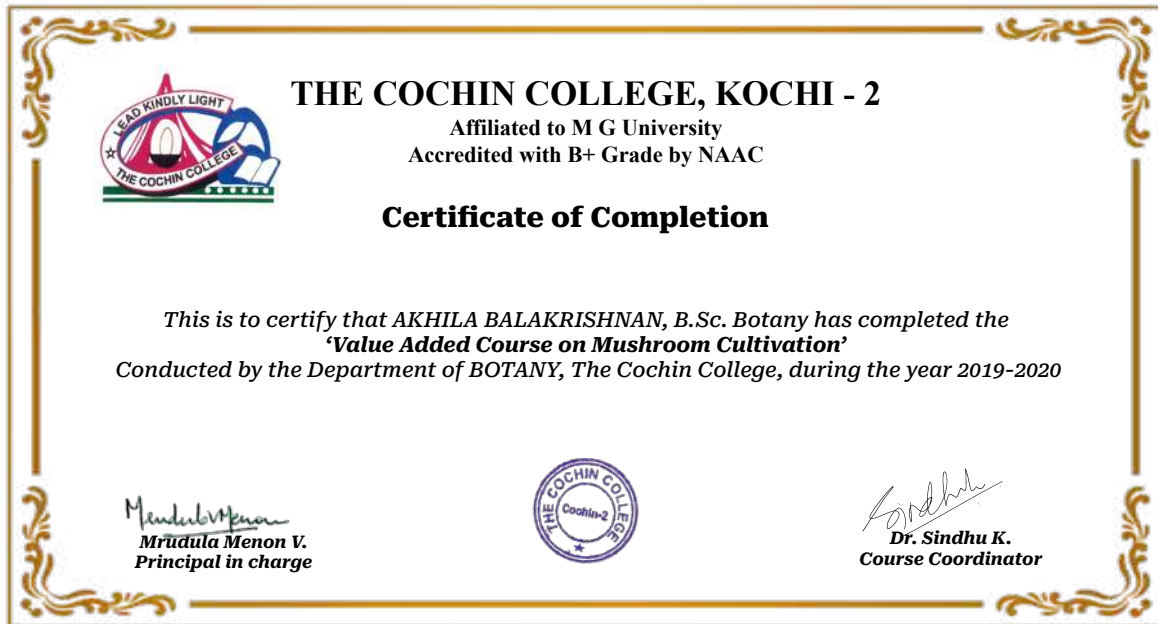 THE COCHIN COLLEGE, KOCHI - 2
Affiliated to M G University
Accredited with B+ Grade by NAAC
LEAD KINDLY LIGHT
THE COCHIN COLLEGE
Certificate of Completion
This is to certify that AKHILA BALAKRISHNAN, B.Sc. Botany has completed the
‘Value Added Course on Mushroom Cultivation’
Conducted by the Department of BOTANY, The Cochin College, during the year 2019-2020
Mrudula Menon V.
Principal in charge
THE COCHIN COLLEGE
Cochin-2
Sindhu
Dr. Sindhu K.
Course Coordinator